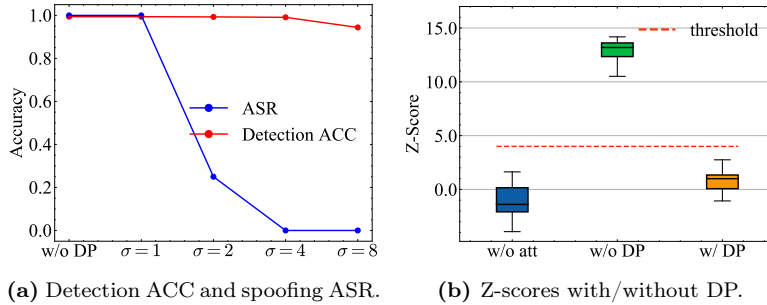 1.0
0.8
0.6
0.4
0.2
0.0
Accuracy
ASR
Detection ACC
w/o DP σ = 1 σ = 2 σ = 4 σ = 8
(a) Detection ACC and spoofing ASR.
15.0
10.0
5.0
0.0
Z-Score
threshold
w/o att w/o DP w/ DP
(b) Z-scores with/without DP.